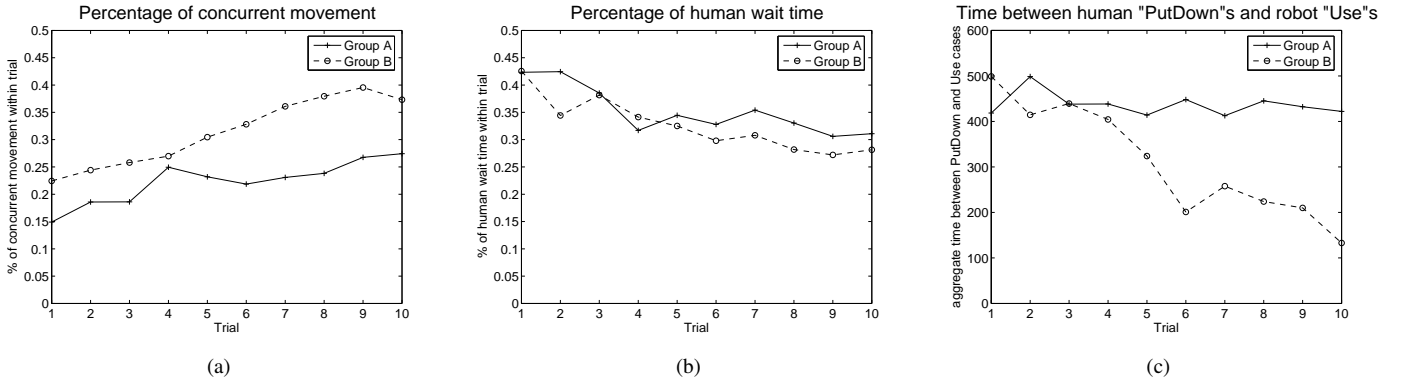 Percentage of concurrent movement
% of concurrent movement within trial
0.5
0.45
0.4
0.35
0.3
0.25
0.2
0.15
0.1
0.05
0
1 2 3 4 5 6 7 8 9 10
Trial
Group A
Group B
(a)
Percentage of human wait time
% of human wait time within trial
0.5
0.45
0.4
0.35
0.3
0.25
0.2
0.15
0.1
0.05
0
1 2 3 4 5 6 7 8 9 10
Trial
Group A
Group B
(b)
Time between human "PutDown"s and robot "Use"s
aggregate time between PutDown and Use cases
600
500
400
300
200
100
0
1 2 3 4 5 6 7 8 9 10
Trial
Group A
Group B
(c)